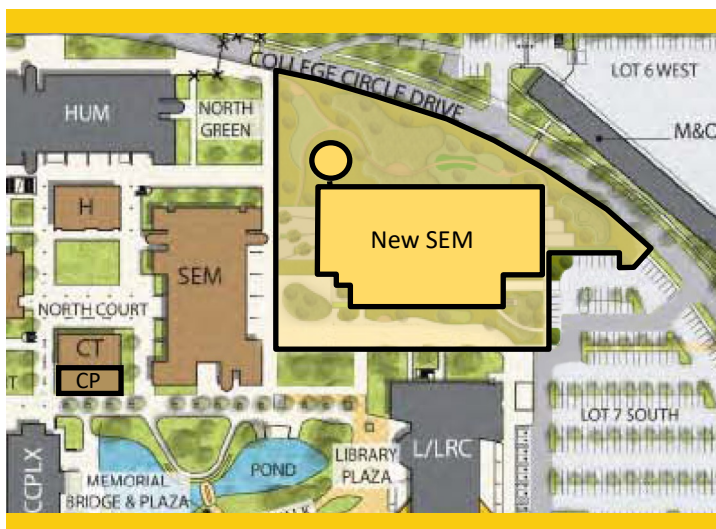 COLLEGE CIRCLE DRIVE
LOT 6 WEST
HUM
NORTH
GREEN
M&O
H
New SEM
SEM
NORTH COURT
CT
CP
LOT 7 SOUTH
CCPLX
MEMORIAL
BRIDGE & PLAZA
POND
LIBRARY
PLAZA
L/LRC